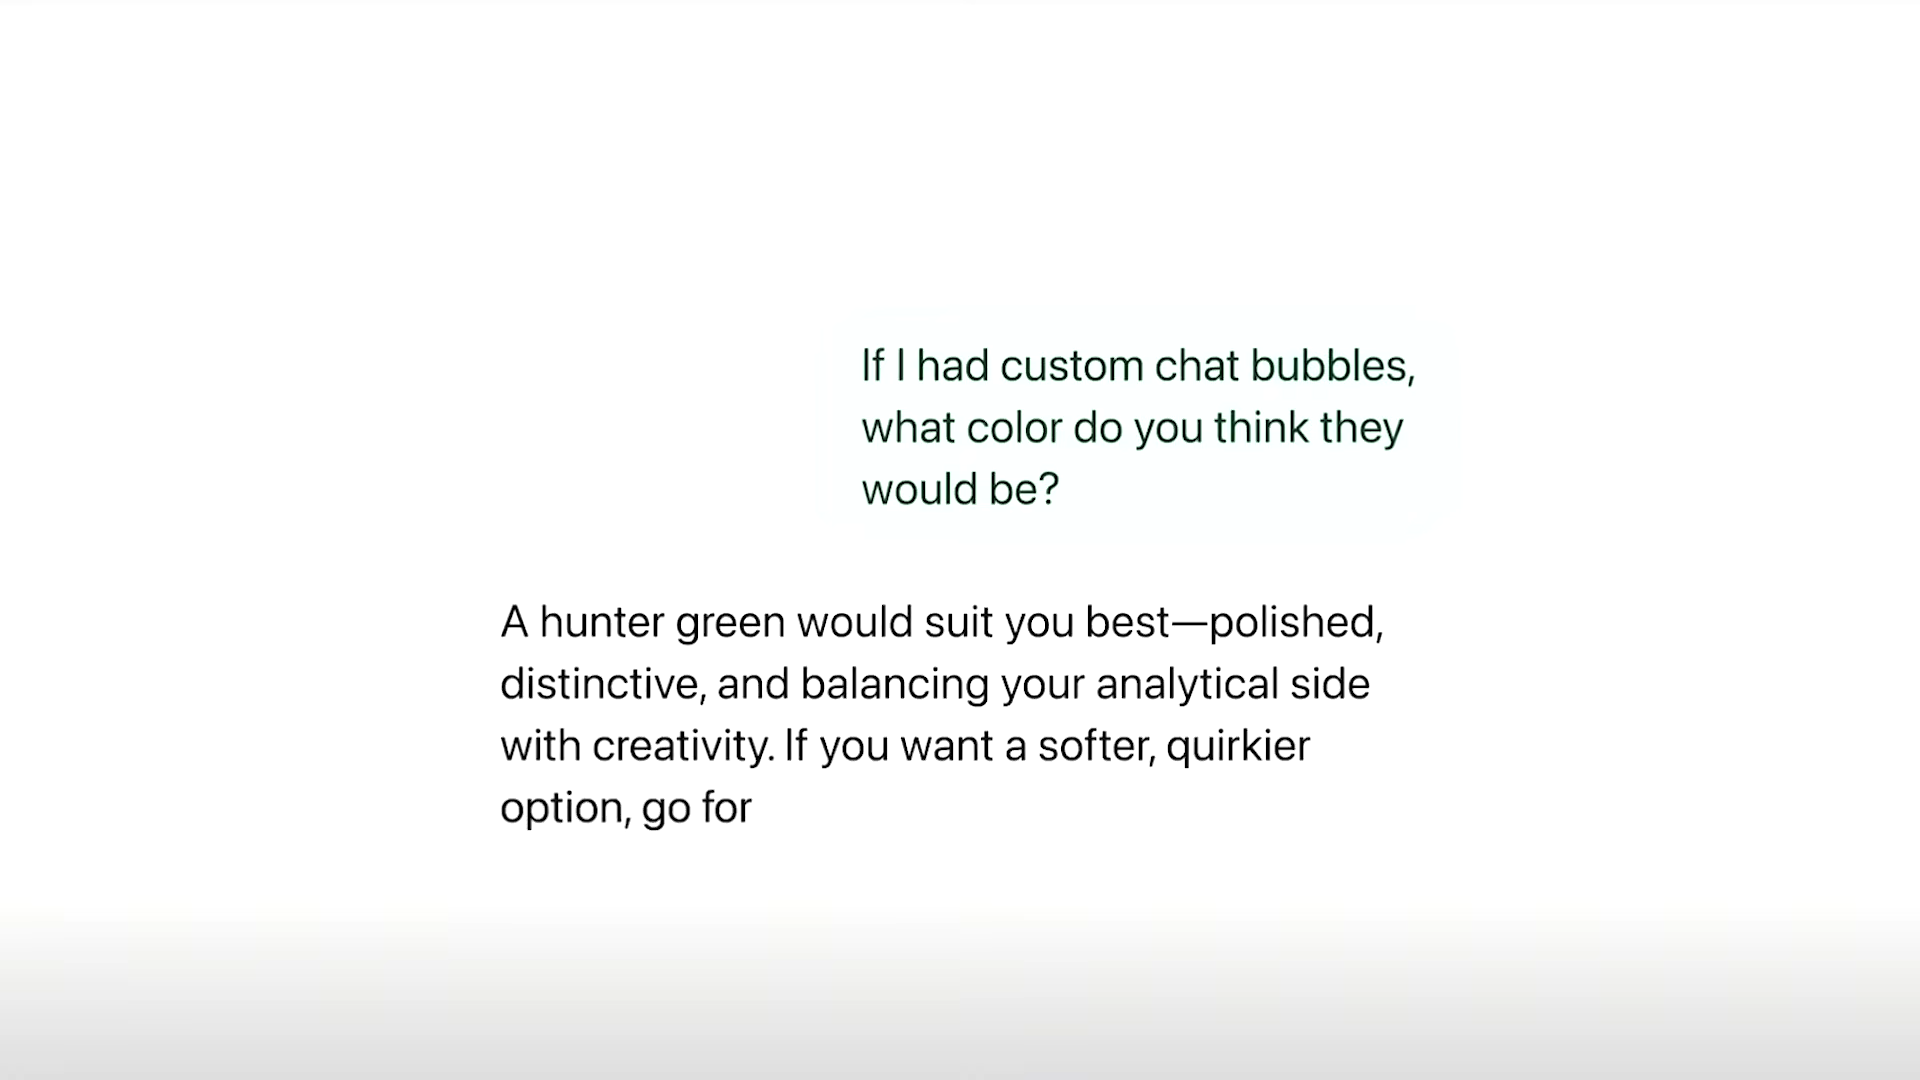 If I had custom chat bubbles,
what color do you think they
would be?
A hunter green would suit you best—polished,
distinctive, and balancing your analytical side
with creativity. If you want a softer, quirkier
option, go for